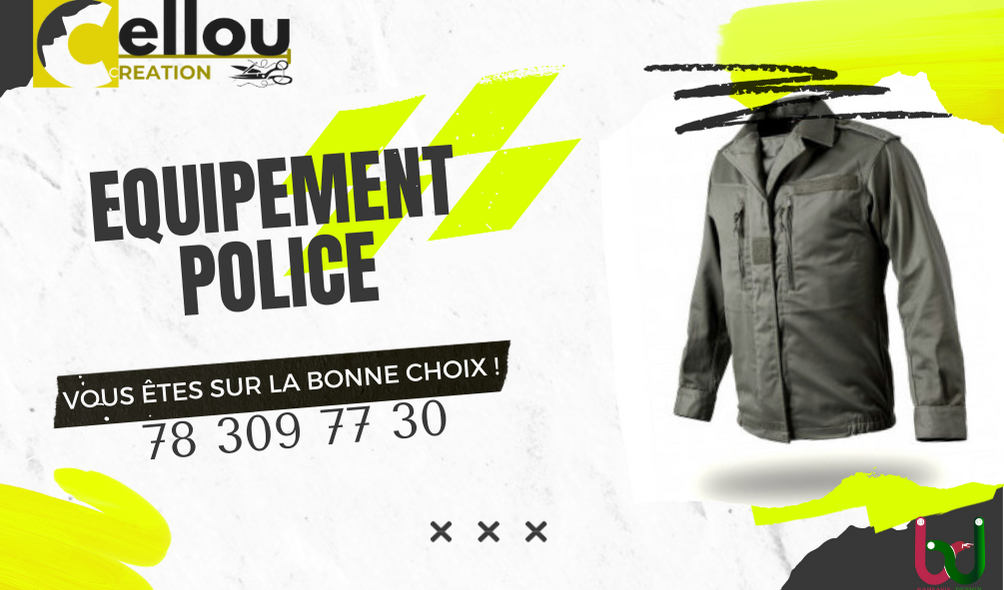 Cellou
CREATION
EQUIPEMENT
POLICE
VOUS ÊTES SUR LA BONNE CHOIX !
78 309 77 30